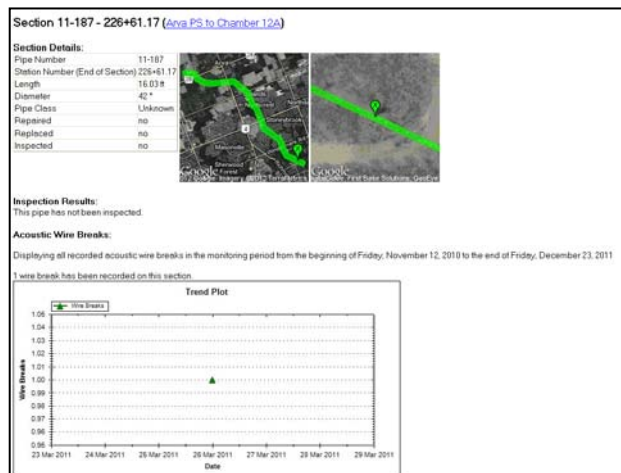 Section 11-187 - 226+61.17 (Arva PS to Chamber 12A)
Section Details:
Pipe Number 11-187
Station Number (End of Section) 226+61.17
Length 16.03 ft
Diameter 42 "
Pipe Class Unknown
Repaired no
Replaced no
Inspected no
Arva
Stoneybrook
Masonville
Sherwood
Forest
Google
Google
Inspection Results:
This pipe has not been inspected.
Acoustic Wire Breaks:
Displaying all recorded acoustic wire breaks in the monitoring period from the beginning of Friday, November 12, 2010 to the end of Friday, December 23, 2011
1 wire break has been recorded on this section.
Trend Plot
Wire Breaks
1.05
1.04
1.03
1.02
1.01
1.00
0.99
0.98
0.97
0.96
0.95
Wire Breaks
23 Mar 2011 24 Mar 2011 25 Mar 2011 26 Mar 2011 27 Mar 2011 28 Mar 2011 29 Mar 2011
Date